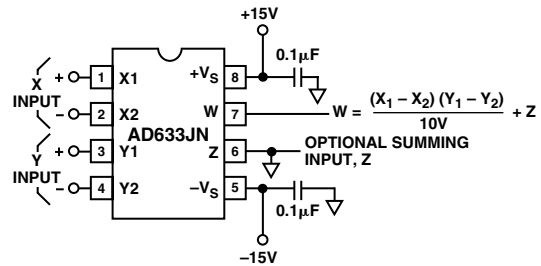 +15V
0.1µF
X INPUT
+ 1 X1
+VS 8
− 2 X2
W 7
W = (X1 – X2) (Y1 – Y2) / 10V + Z
AD633JN
Y INPUT
+ 3 Y1
Z 6
OPTIONAL SUMMING
INPUT, Z
− 4 Y2
–VS 5
0.1µF
–15V